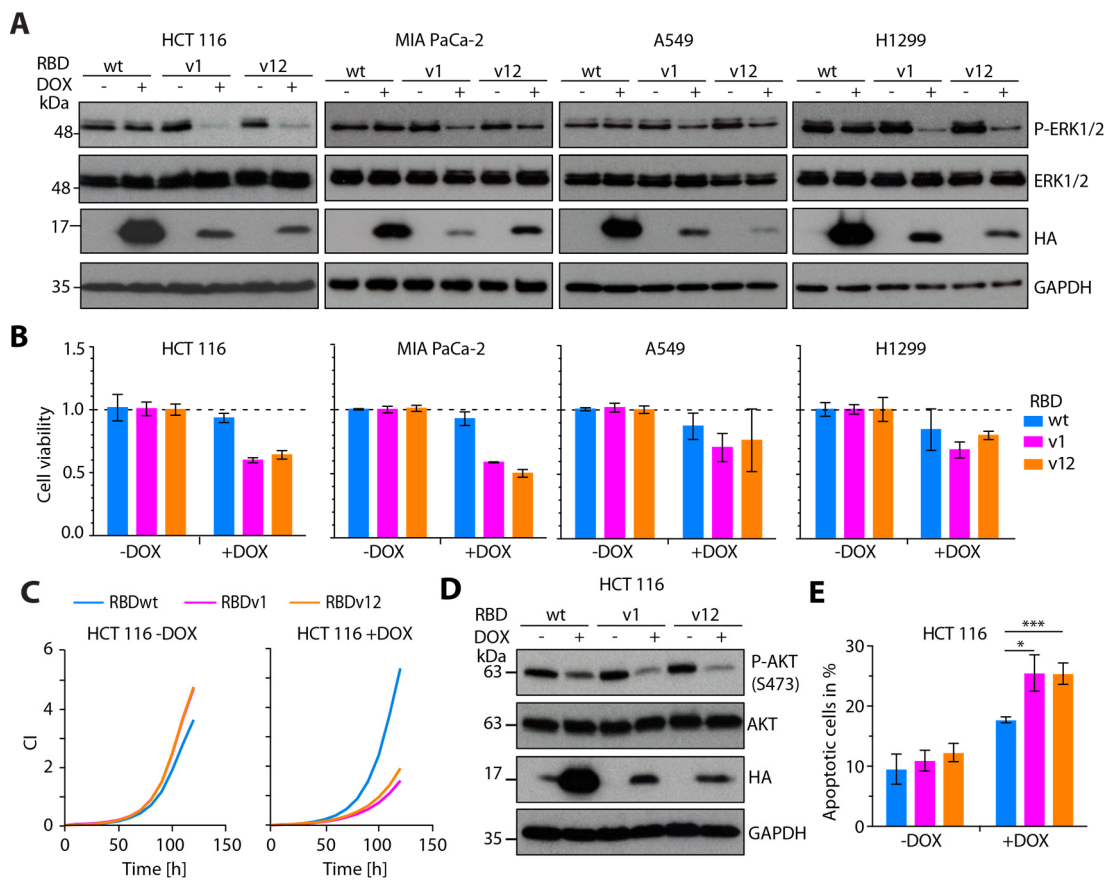 A
HCT 116 MIA PaCa-2 A549 H1299
RBD wt v1 v12 wt v1 v12 wt v1 v12 wt v1 v12
DOX - + - + - + - + - + - + - + - + - + - + - + - +
kDa
48 P-ERK1/2
48 ERK1/2
17 HA
35 GAPDH
B
HCT 116 MIA PaCa-2 A549 H1299
Cell viability
1.5
1.0
0.5
0.0
-DOX +DOX -DOX +DOX -DOX +DOX -DOX +DOX
RBD
wt
v1
v12
C
RBDwt RBDv1 RBDv12
HCT 116 -DOX HCT 116 +DOX
CI
6
4
2
0
0 50 100 150 0 50 100 150
Time [h] Time [h]
D
HCT 116
RBD wt v1 v12
DOX - + - + - +
kDa
63 P-AKT
(S473)
63 AKT
17 HA
35 GAPDH
E
HCT 116
***
*
Apoptotic cells in %
30
20
10
0
-DOX +DOX